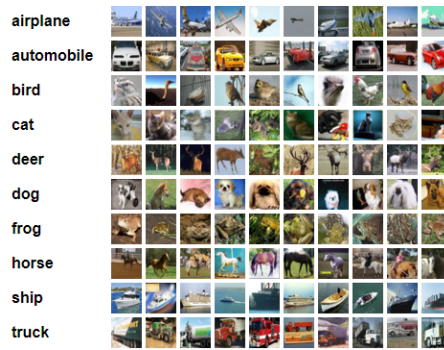 airplane
automobile
bird
cat
deer
dog
frog
horse
ship
truck